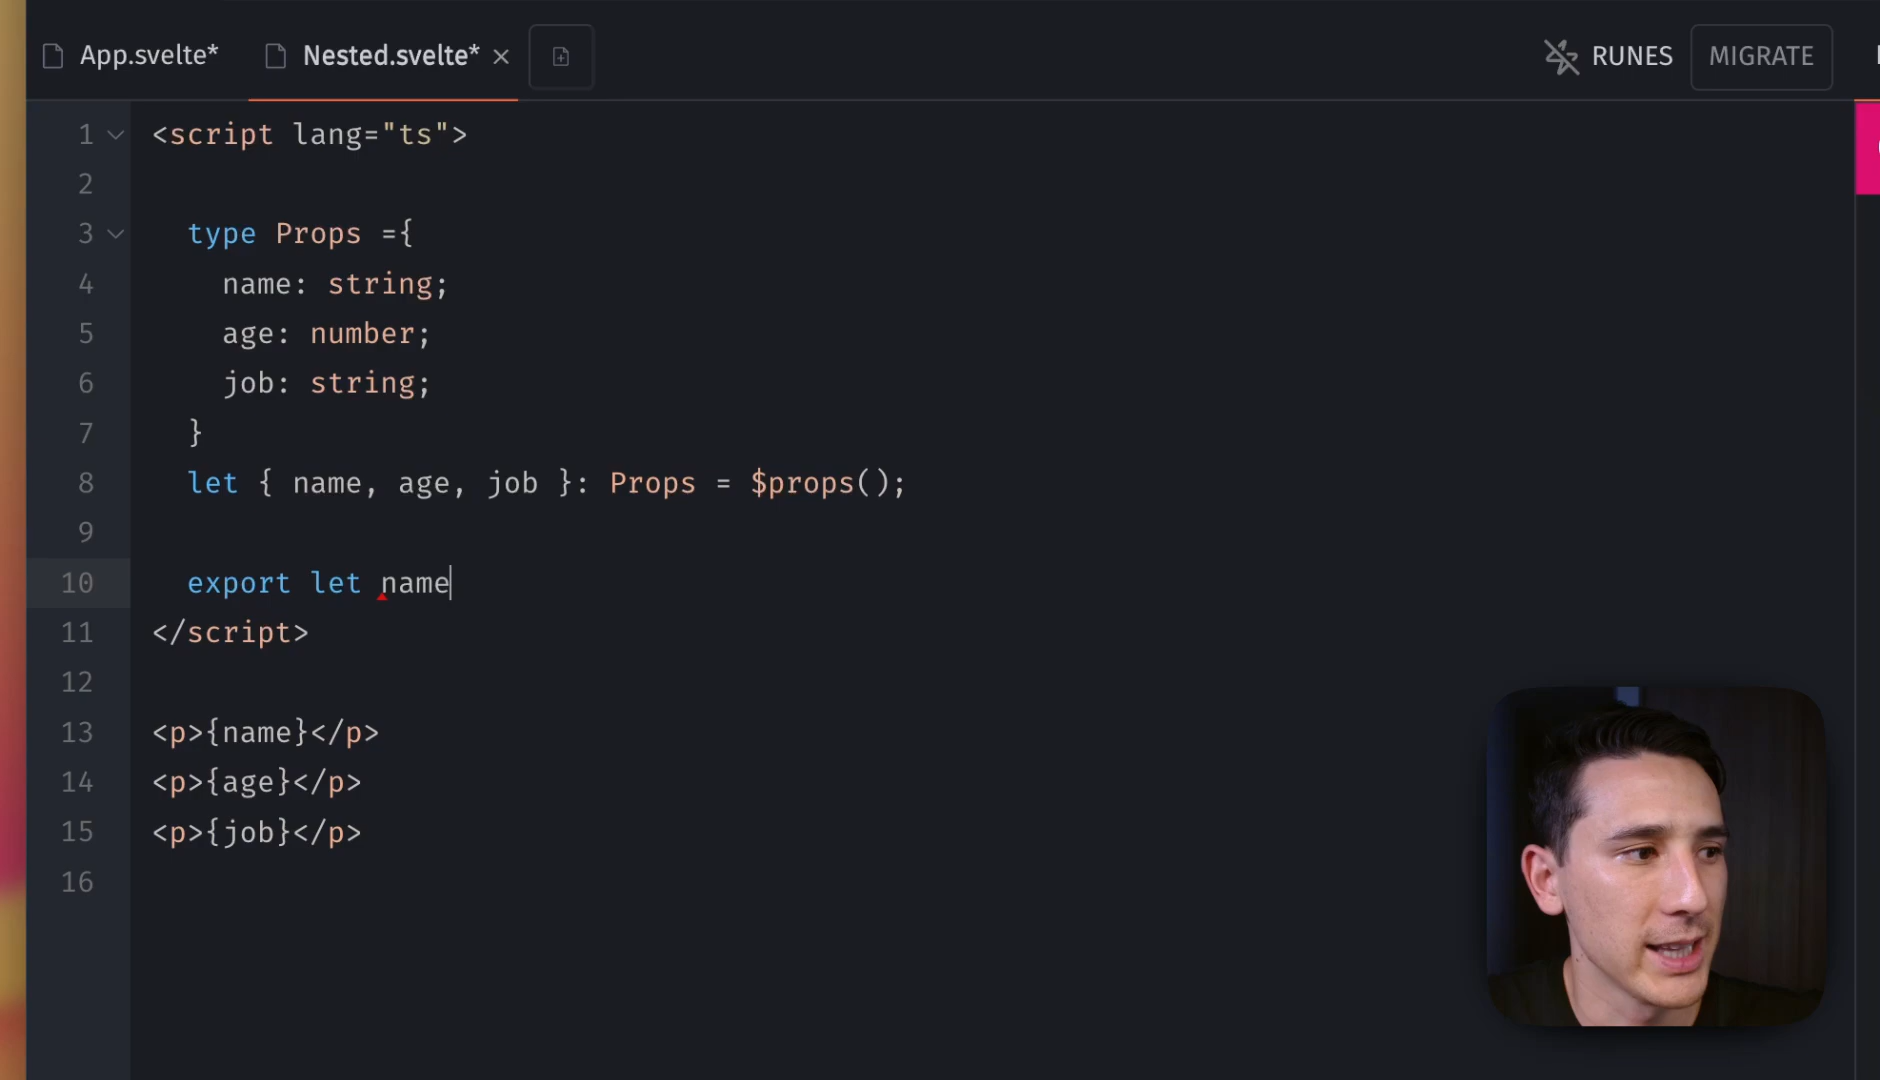 App.svelte*
Nested.svelte*
RUNES
MIGRATE
1 <script lang="ts">
2
3 type Props ={
4 name: string;
5 age: number;
6 job: string;
7 }
8 let { name, age, job }: Props = $props();
9
10 export let name
11 </script>
12
13 <p>{name}</p>
14 <p>{age}</p>
15 <p>{job}</p>
16